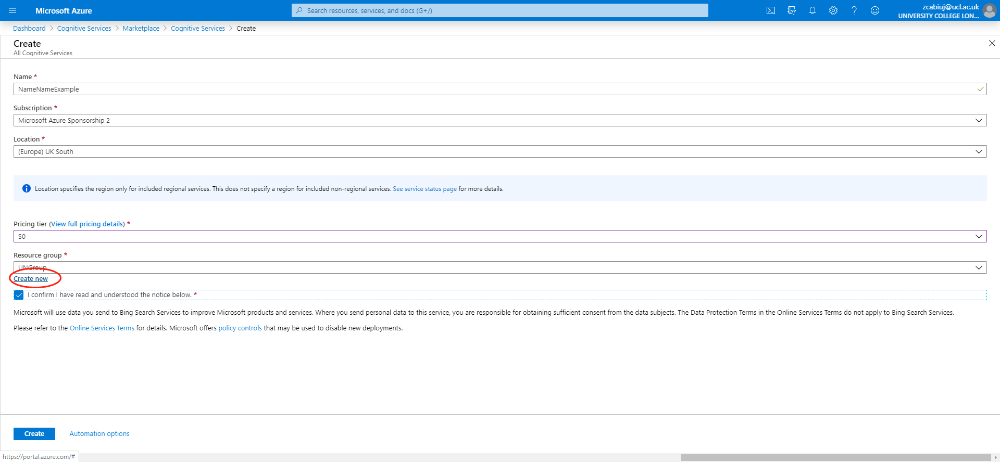 Microsoft Azure
Search resources, services, and docs (G+/)
zcabiuj@ucl.ac.uk
UNIVERSITY COLLEGE LON...
Dashboard > Cognitive Services > Marketplace > Cognitive Services > Create
Create
All Cognitive Services
Name *
NameNameExample
Subscription *
Microsoft Azure Sponsorship 2
Location *
(Europe) UK South
Location specifies the region only for included regional services. This does not specify a region for included non-regional services. See service status page for more details.
Pricing tier (View full pricing details) *
S0
Resource group *
UNGroup
Create new
I confirm I have read and understood the notice below. *
Microsoft will use data you send to Bing Search Services to improve Microsoft products and services. Where you send personal data to this service, you are responsible for obtaining sufficient consent from the data subjects. The Data Protection Terms in the Online Services Terms do not apply to Bing Search Services.
Please refer to the Online Services Terms for details. Microsoft offers policy controls that may be used to disable new deployments.
Create
Automation options
https://portal.azure.com/#